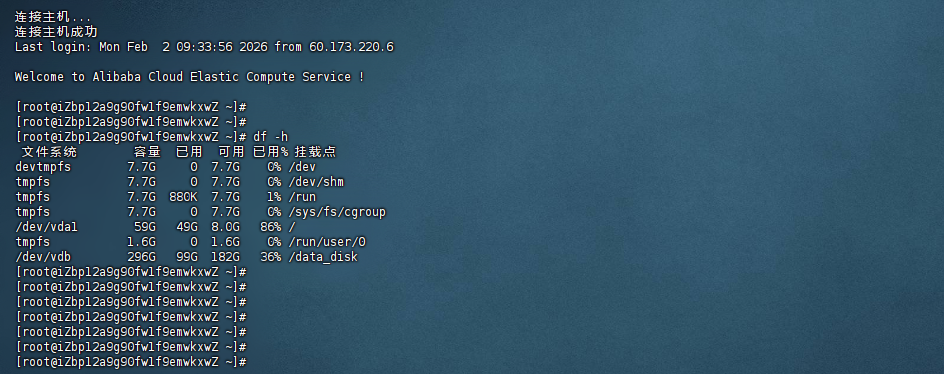 连接主机...
连接主机成功
Last login: Mon Feb  2 09:33:56 2026 from 60.173.220.6
Welcome to Alibaba Cloud Elastic Compute Service !
[root@iZbp12a9g90fw1f9emwkxwZ ~]#
[root@iZbp12a9g90fw1f9emwkxwZ ~]#
[root@iZbp12a9g90fw1f9emwkxwZ ~]# df -h
文件系统        容量  已用  可用 已用% 挂载点
devtmpfs        7.7G     0  7.7G    0% /dev
tmpfs           7.7G     0  7.7G    0% /dev/shm
tmpfs           7.7G  880K  7.7G    1% /run
tmpfs           7.7G     0  7.7G    0% /sys/fs/cgroup
/dev/vda1        59G   49G  8.0G   86% /
tmpfs           1.6G     0  1.6G    0% /run/user/0
/dev/vdb        296G   99G  182G   36% /data_disk
[root@iZbp12a9g90fw1f9emwkxwZ ~]#
[root@iZbp12a9g90fw1f9emwkxwZ ~]#
[root@iZbp12a9g90fw1f9emwkxwZ ~]#
[root@iZbp12a9g90fw1f9emwkxwZ ~]#
[root@iZbp12a9g90fw1f9emwkxwZ ~]#
[root@iZbp12a9g90fw1f9emwkxwZ ~]#
[root@iZbp12a9g90fw1f9emwkxwZ ~]#